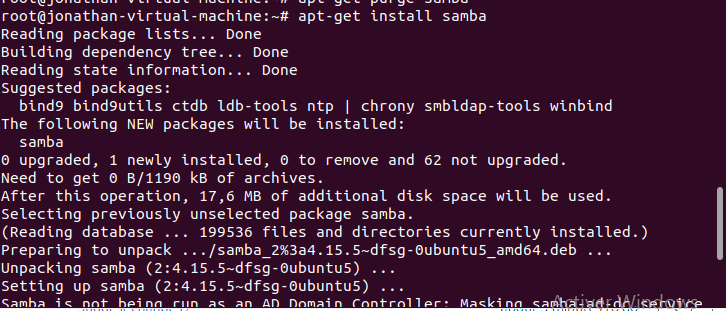 root@jonathan-virtual-machine:~# apt-get purge samba
root@jonathan-virtual-machine:~# apt-get install samba
Reading package lists... Done
Building dependency tree... Done
Reading state information... Done
Suggested packages:
  bind9 bind9utils ctdb ldb-tools ntp | chrony smbldap-tools winbind
The following NEW packages will be installed:
  samba
0 upgraded, 1 newly installed, 0 to remove and 62 not upgraded.
Need to get 0 B/1190 kB of archives.
After this operation, 17,6 MB of additional disk space will be used.
Selecting previously unselected package samba.
(Reading database ... 199536 files and directories currently installed.)
Preparing to unpack .../samba_2%3a4.15.5~dfsg-0ubuntu5_amd64.deb ...
Unpacking samba (2:4.15.5~dfsg-0ubuntu5) ...
Setting up samba (2:4.15.5~dfsg-0ubuntu5) ...
Samba is not being run as an AD Domain Controller: Masking samba-ad-dc.service
Activer Windows